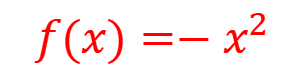 f(x) =− x²